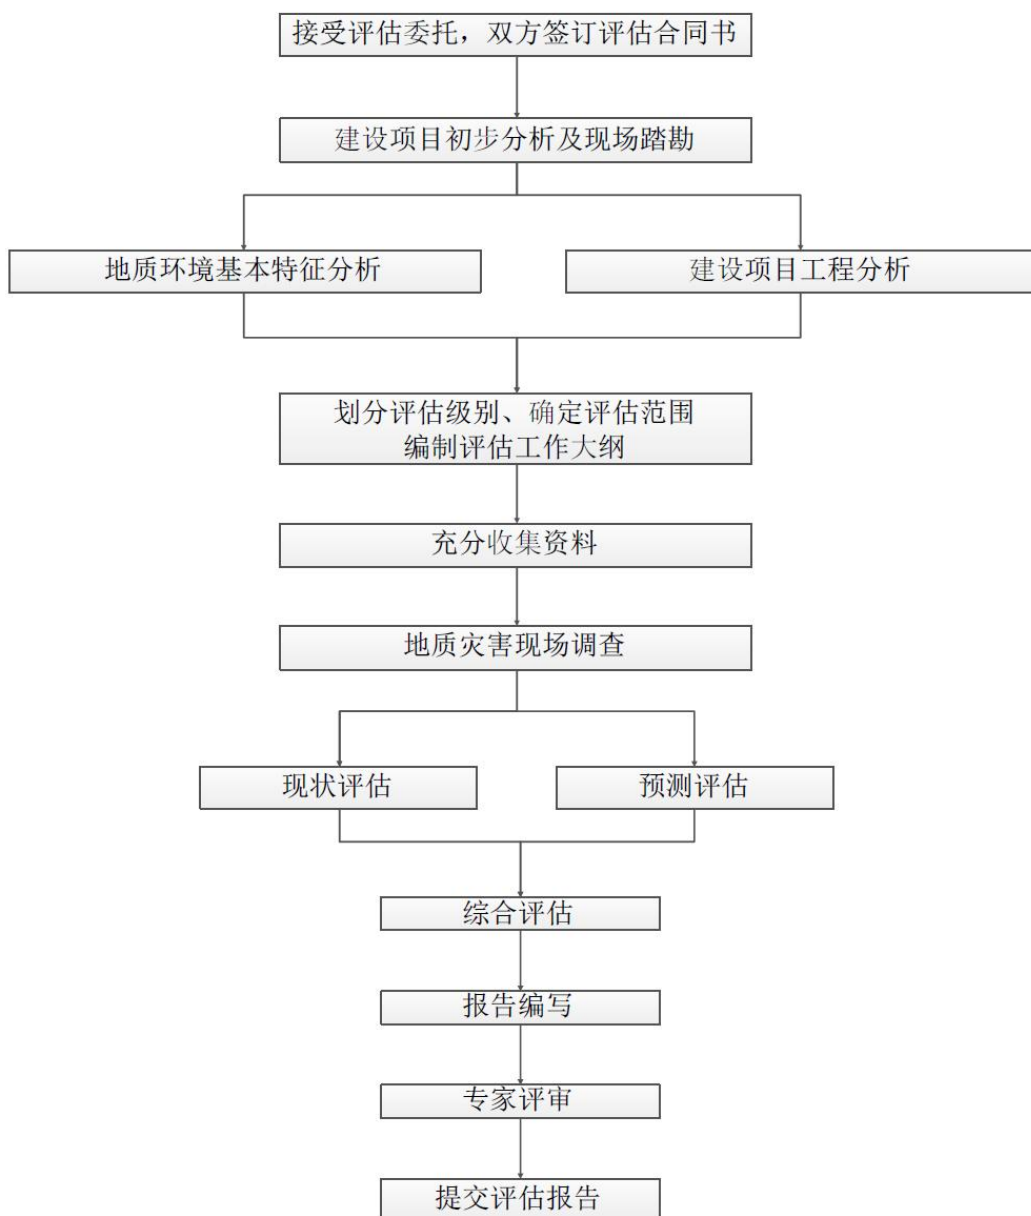 接受评估委托，双方签订评估合同书
建设项目初步分析及现场踏勘
地质环境基本特征分析
建设项目工程分析
划分评估级别、确定评估范围
编制评估工作大纲
充分收集资料
地质灾害现场调查
现状评估
预测评估
综合评估
报告编写
专家评审
提交评估报告